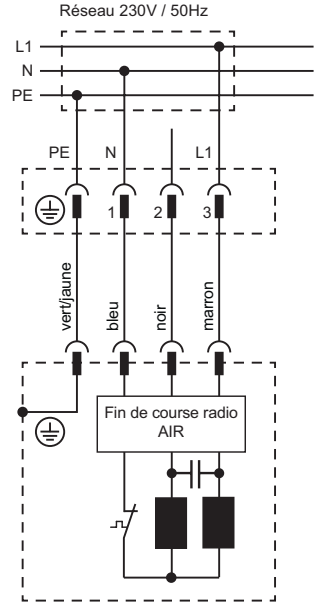 Réseau 230V / 50Hz
L1
N
PE
PE N L1
1 2 3
vert/jaune
bleu
noir
marron
Fin de course radio
AIR